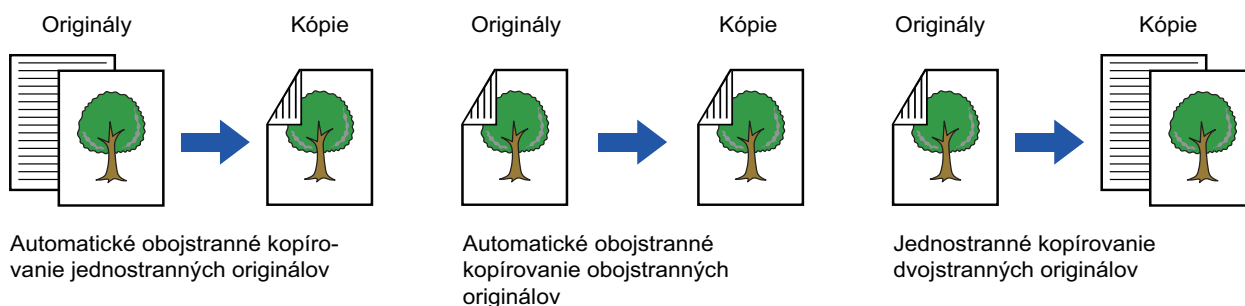 Originály
Kópie
Originály
Kópie
Originály
Kópie
Automatické obojstranné kopíro-
vanie jednostranných originálov
Automatické obojstranné
kopírovanie obojstranných
originálov
Jednostranné kopírovanie
dvojstranných originálov